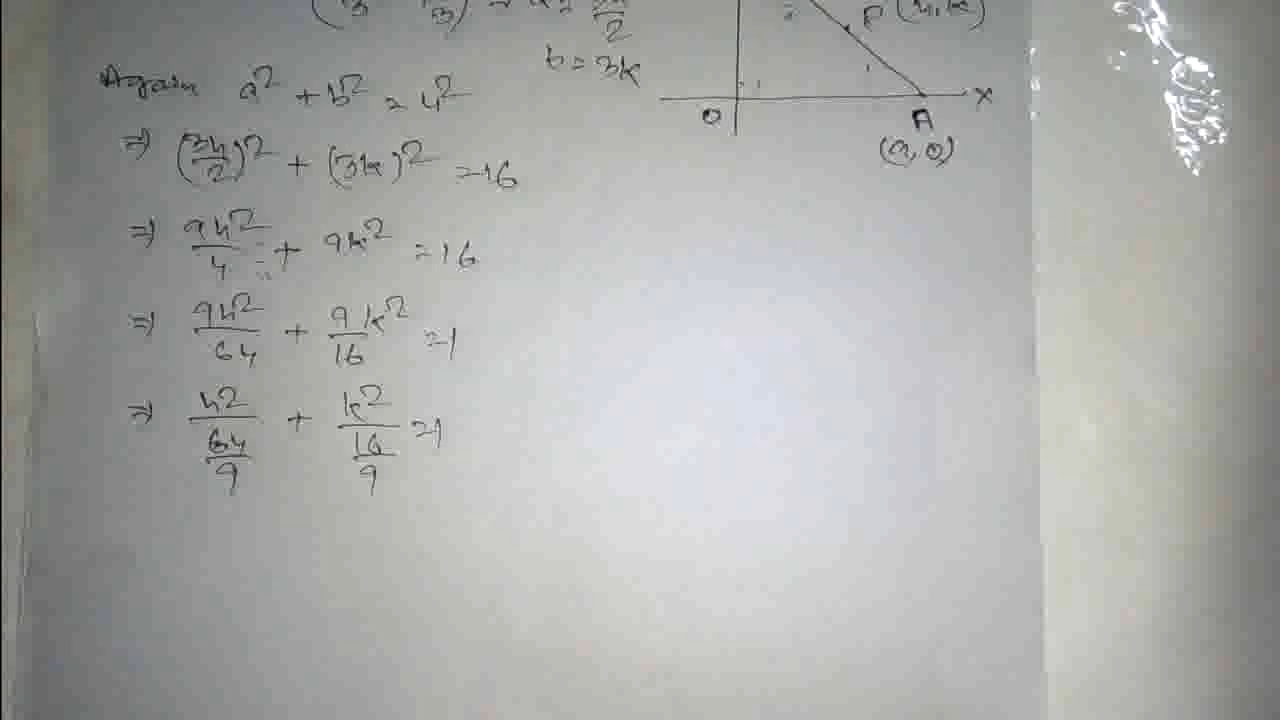 b = 3k
P (h, k)
Again a² + b² = 4²
X
O
A
(a, 0)
⇒ (3h/2)² + (3k)² = 16
⇒ 9h²/4 + 9k² = 16
⇒ 9h²/64 + 9k²/16 = 1
⇒ h²/(64/9) + k²/(16/9) = 1